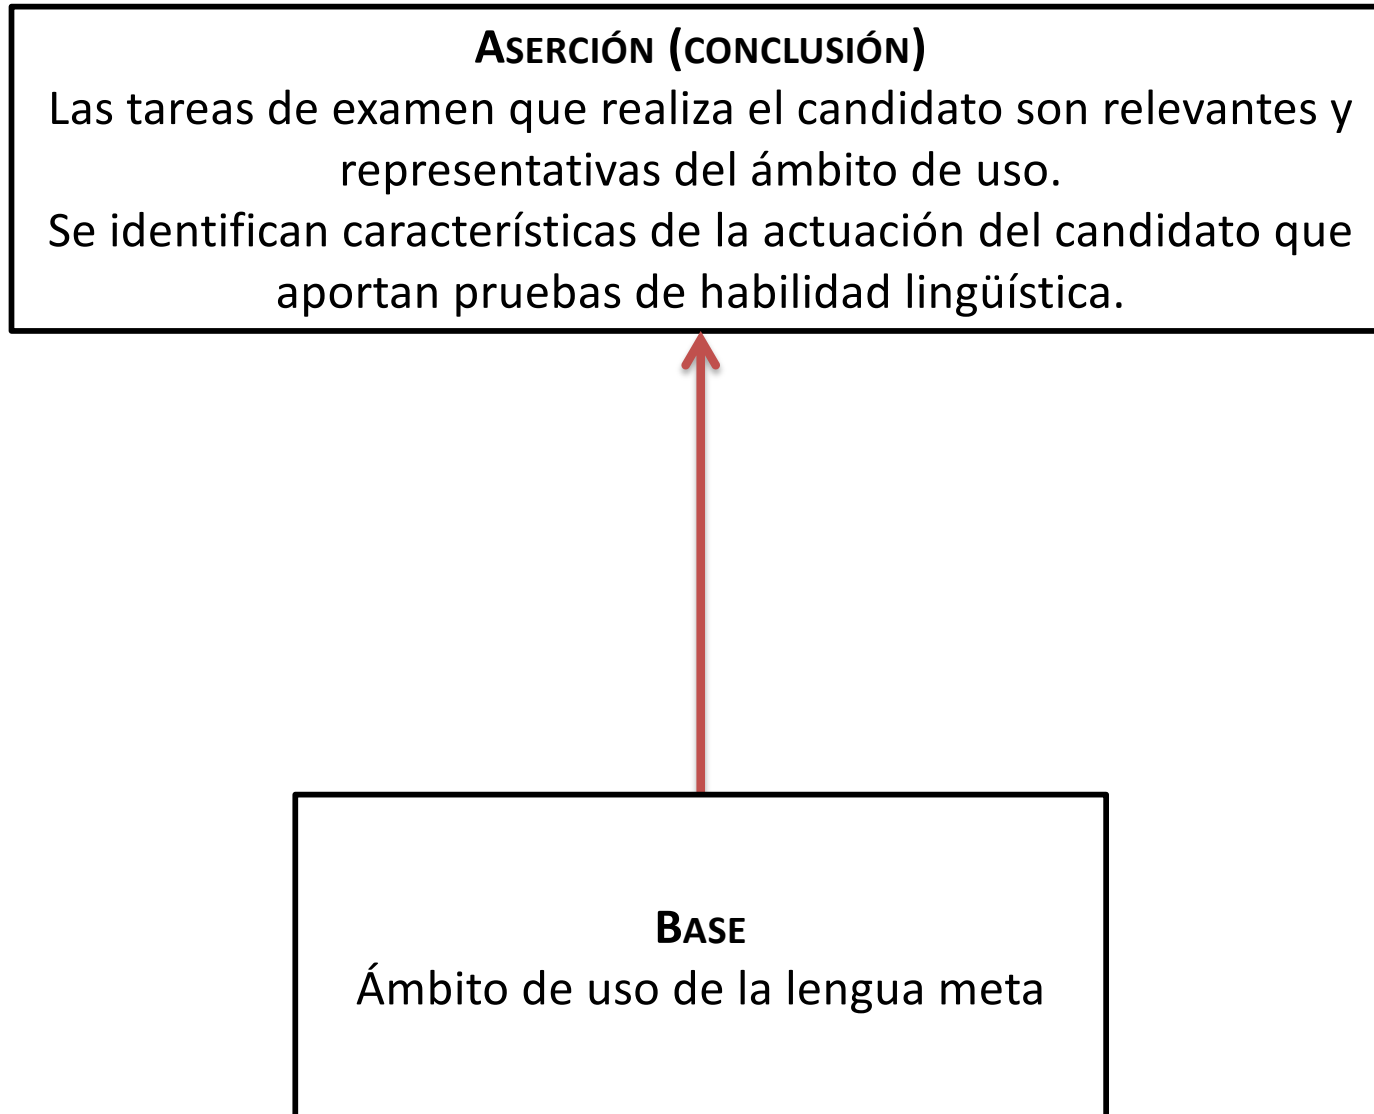 ASERCIÓN (CONCLUSIÓN)
Las tareas de examen que realiza el candidato son relevantes y
representativas del ámbito de uso.
Se identifican características de la actuación del candidato que
aportan pruebas de habilidad lingüística.
BASE
Ámbito de uso de la lengua meta